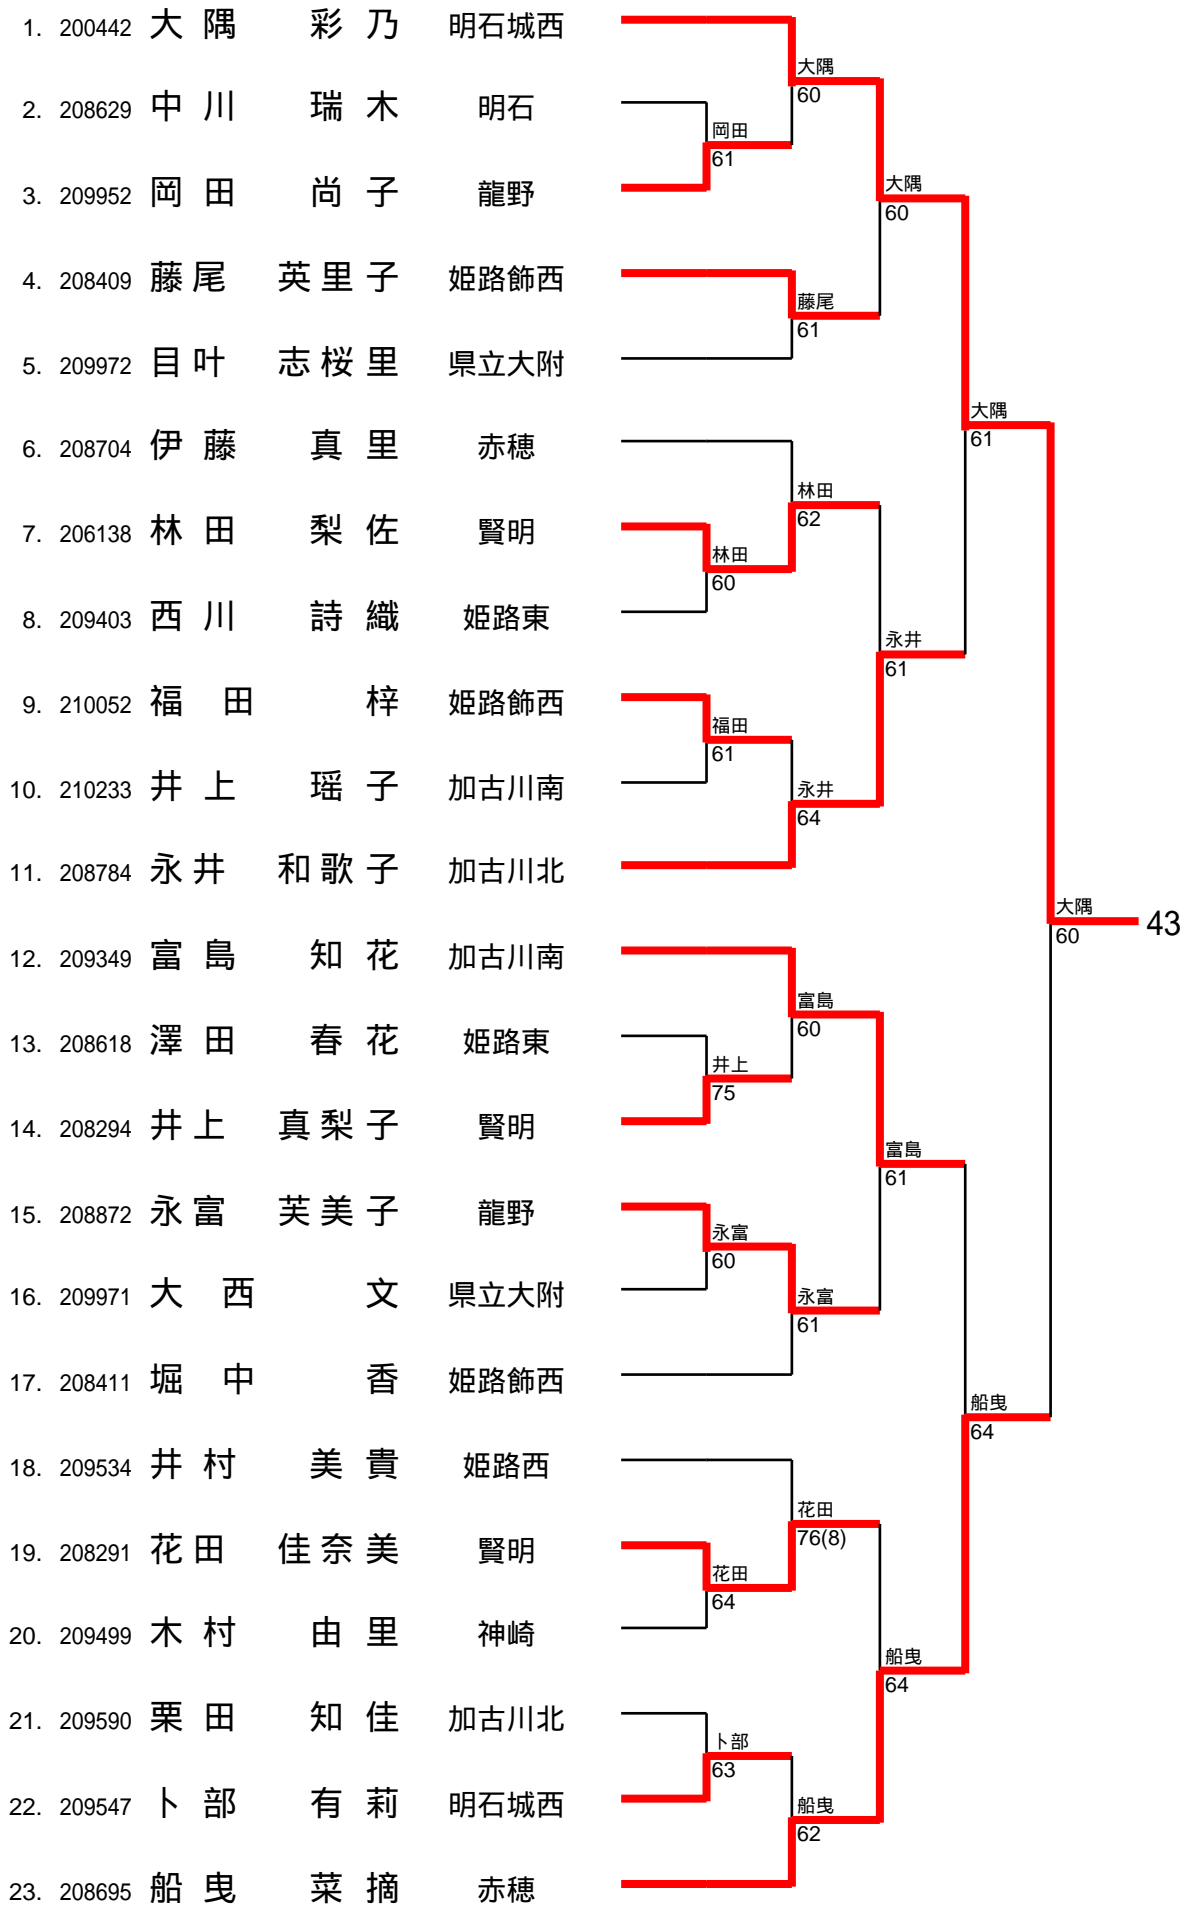 1. 200442 大隅 彩乃 明石城西
大隅
60
2. 208629 中川 瑞木 明石
岡田
61
3. 209952 岡田 尚子 龍野
大隅
60
4. 208409 藤尾 英里子 姫路飾西
藤尾
61
5. 209972 目叶 志桜里 県立大附
大隅
61
6. 208704 伊藤 真里 赤穂
林田
62
7. 206138 林田 梨佐 賢明
林田
60
8. 209403 西川 詩織 姫路東
永井
61
9. 210052 福田 梓 姫路飾西
福田
61
10. 210233 井上 瑶子 加古川南
永井
64
11. 208784 永井 和歌子 加古川北
大隅
60
43
12. 209349 富島 知花 加古川南
富島
60
13. 208618 澤田 春花 姫路東
井上
75
14. 208294 井上 真梨子 賢明
富島
61
15. 208872 永富 芙美子 龍野
永富
60
16. 209971 大西 文 県立大附
永富
61
17. 208411 堀中 香 姫路飾西
船曳
64
18. 209534 井村 美貴 姫路西
花田
76(8)
19. 208291 花田 佳奈美 賢明
花田
64
20. 209499 木村 由里 神崎
船曳
64
21. 209590 栗田 知佳 加古川北
卜部
63
22. 209547 卜部 有莉 明石城西
船曳
62
23. 208695 船曳 菜摘 赤穂